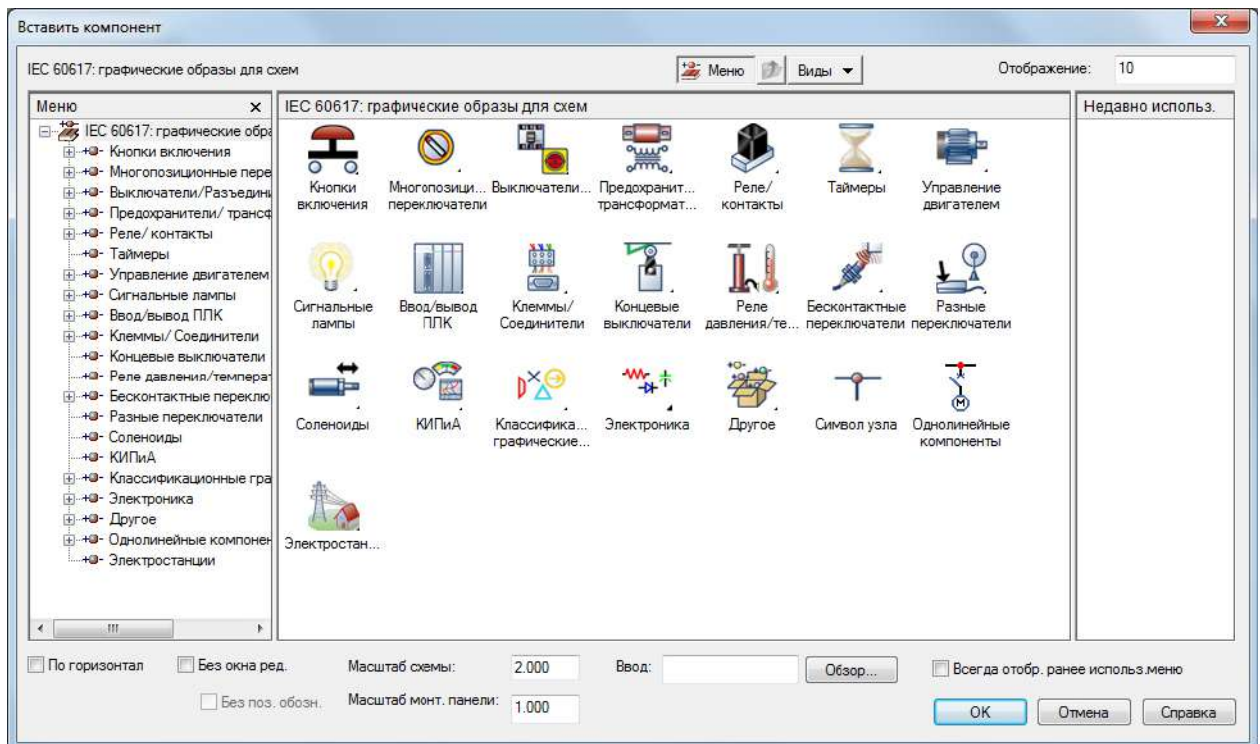 Вставить компонент
IEC 60617: графические образы для схем
Меню
Виды
Отображение:
10
Меню
IEC 60617: графические обра
Кнопки включения
Многопозиционные пере
Выключатели/Разъедини
Предохранители/ трансф
Реле/ контакты
Таймеры
Управление двигателем
Сигнальные лампы
Ввод/вывод ПЛК
Клеммы/ Соединители
Концевые выключатели
Реле давления/температ
Бесконтактные переклю
Разные переключатели
Соленоиды
КИПиА
Классификационные гра
Электроника
Другое
Однолинейные компонен
Электростанции
IEC 60617: графические образы для схем
Кнопки
включения
Многопозици...
переключатели
Выключатели...
Предохранит...
трансформат...
Реле/
контакты
Таймеры
Управление
двигателем
Сигнальные
лампы
Ввод/вывод
ПЛК
Клеммы/
Соединители
Концевые
выключатели
Реле
давления/те...
Бесконтактные
переключатели
Разные
переключатели
Соленоиды
КИПиА
Классифика...
графические...
Электроника
Другое
Символ узла
Однолинейные
компоненты
Электростан...
Недавно использ.
По горизонтал
Без окна ред.
Масштаб схемы:
2.000
Ввод:
Обзор...
Всегда отобр. ранее использ.меню
Без поз. обозн.
Масштаб монт. панели:
1.000
OK
Отмена
Справка